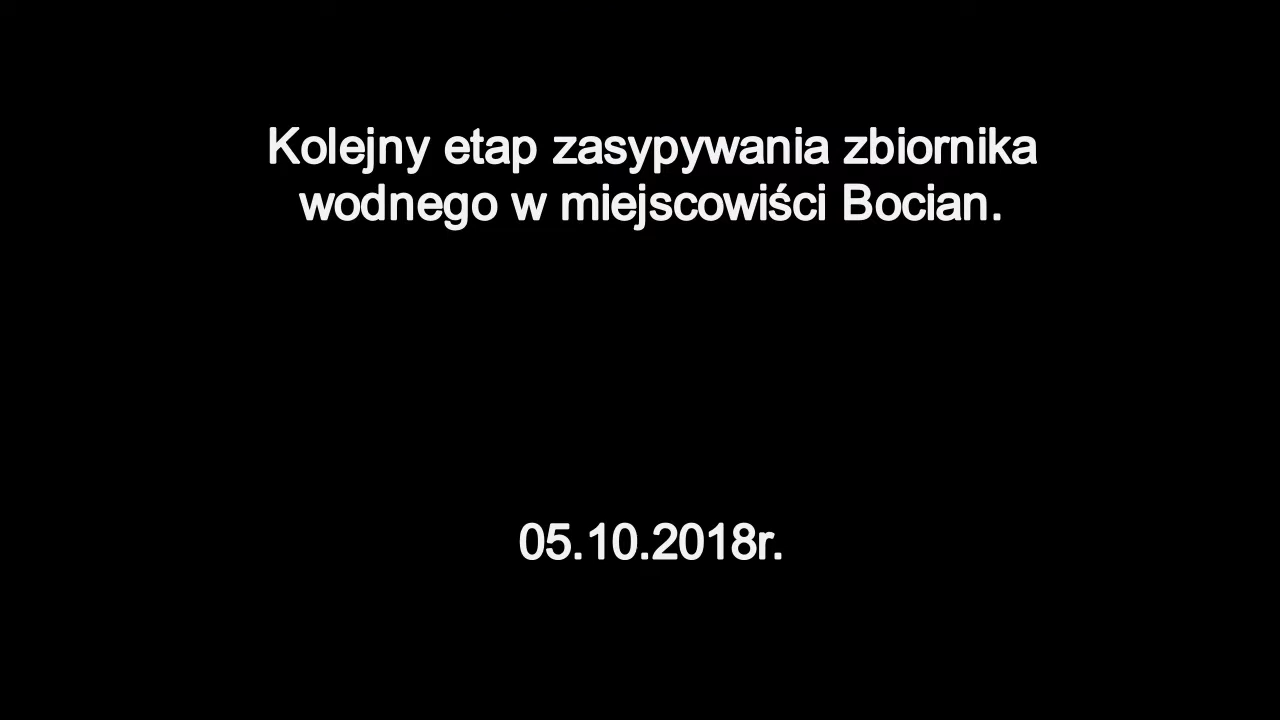 Kolejny etap zasypywania zbiornika
wodnego w miejscowiści Bocian.
05.10.2018r.